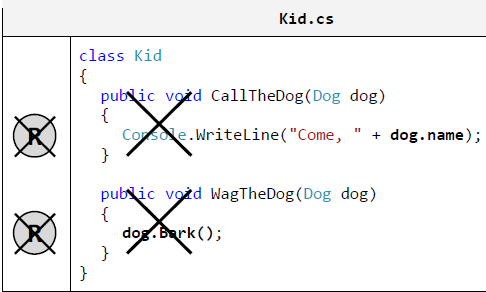 Kid.cs
class Kid
{
public void CallTheDog(Dog dog)
{
R
Console.WriteLine("Come, " + dog.name);
}
public void WagTheDog(Dog dog)
{
R
dog.Bark();
}
}